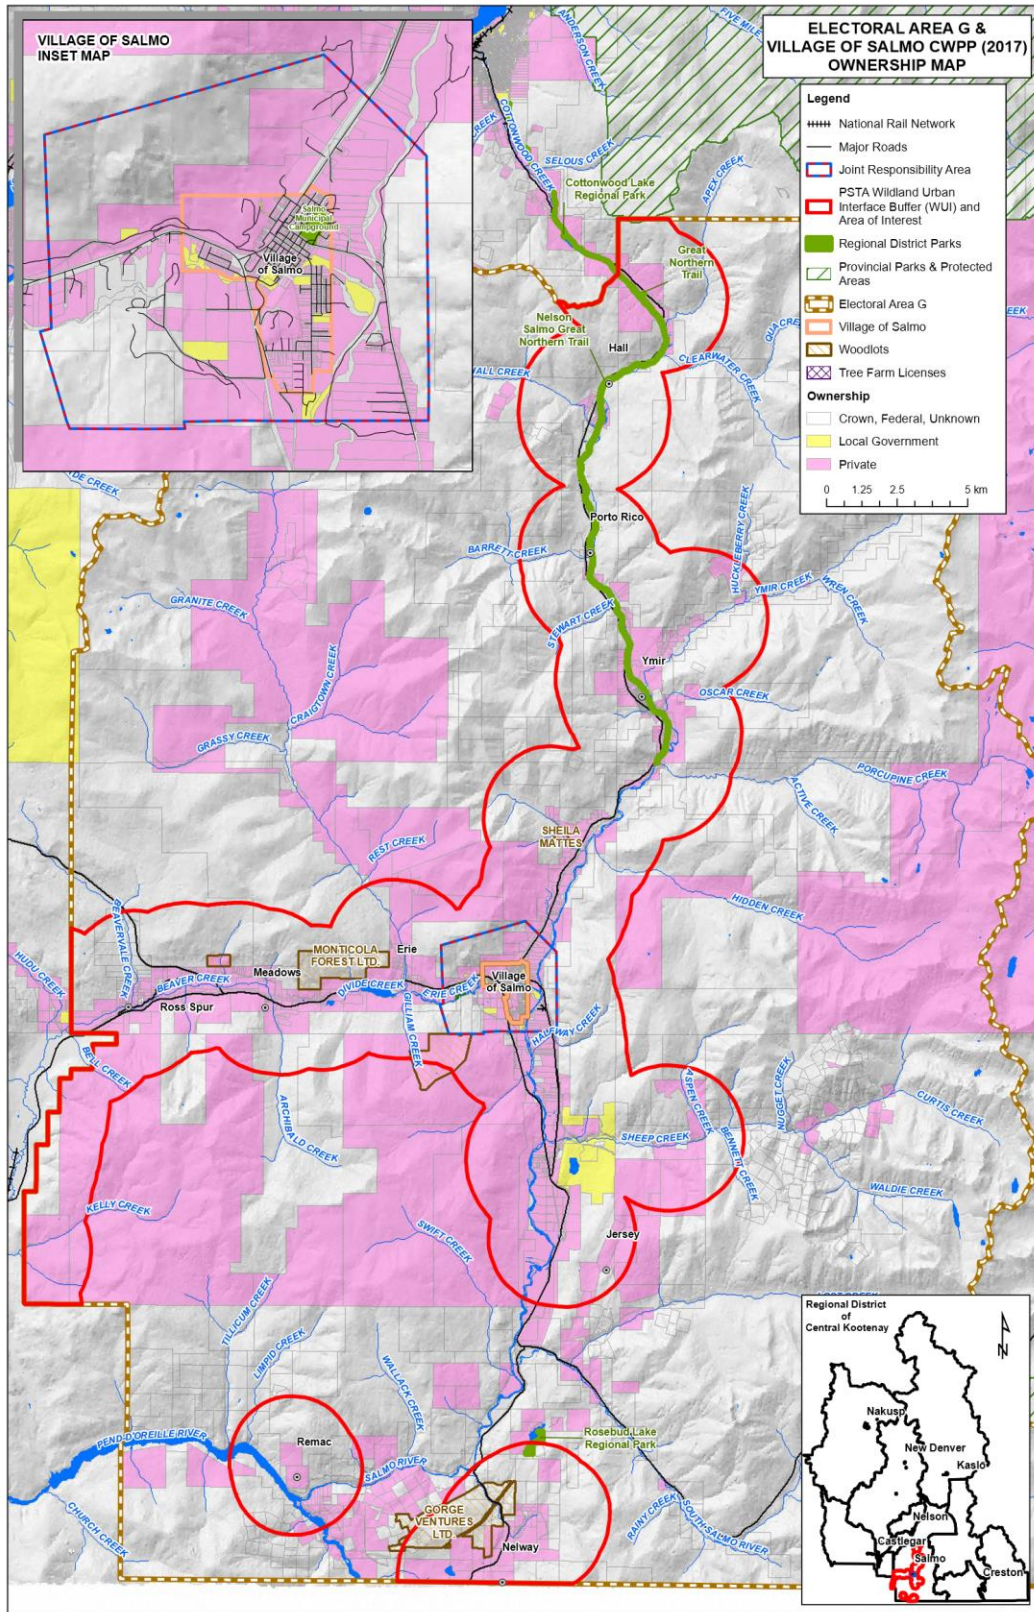 VILLAGE OF SALMO
INSET MAP
Salmo
Municipal
Campground
Village
of Salmo
ELECTORAL AREA G &
VILLAGE OF SALMO CWPP (2017)
OWNERSHIP MAP
Legend
National Rail Network
Major Roads
Joint Responsibility Area
PSTA Wildland Urban
Interface Buffer (WUI) and
Area of Interest
Regional District Parks
Provincial Parks & Protected
Areas
Electoral Area G
Village of Salmo
Woodlots
Tree Farm Licenses
Ownership
Crown, Federal, Unknown
Local Government
Private
0 1.25 2.5 5 km
ANDERSON CREEK
FIVE MILE
COTTONWOOD CREEK
CREEK
SELOUS CREEK
Cottonwood Lake
Regional Park
APEX CREEK
Great
Northern
Trail
Nelson
Salmo Great
Northern Trail
Hall
HALL CREEK
CLEARWATER CREEK
QUA CRE
CREEK
DE CREEK
Porto Rico
BARRETT CREEK
HUCKLEBERRY CREEK
YMIR CREEK
WREN CREEK
STEWART CREEK
GRANITE CREEK
Ymir
OSCAR CREEK
CRAIGTOWN CREEK
GRASSY CREEK
PORCUPINE CREEK
ACTIVE CREEK
REST CREEK
SHEILA
MATTES
HIDDEN CREEK
BEAVERVALE CREEK
HUDU CREEK
MONTICOLA
FOREST LTD.
Erie
Meadows
BEAVER CREEK
DIVIDE CREEK
ERIE CREEK
Village
of Salmo
Ross Spur
GILLIAM CREEK
HALFWAY CREEK
BELL CREEK
ARCHIBALD CREEK
ASPEN CREEK
NUGGET CREEK
CURTIS CREEK
SHEEP CREEK
BENNETT CREEK
WALDIE CREEK
KELLY CREEK
SWIFT CREEK
Jersey
TILLICUM CREEK
LIMPID CREEK
WALLACK CREEK
PEND-D'OREILLE RIVER
Remac
SALMO RIVER
Rosebud Lake
Regional Park
GORGE
VENTURES
LTD
Nelway
RAINY CREEK
SOUTH SALMO RIVER
CHURCH CREEK
Regional District
of
Central Kootenay
N
Nakusp
New Denver
Kaslo
Nelson
Castlegar
Salmo
Creston